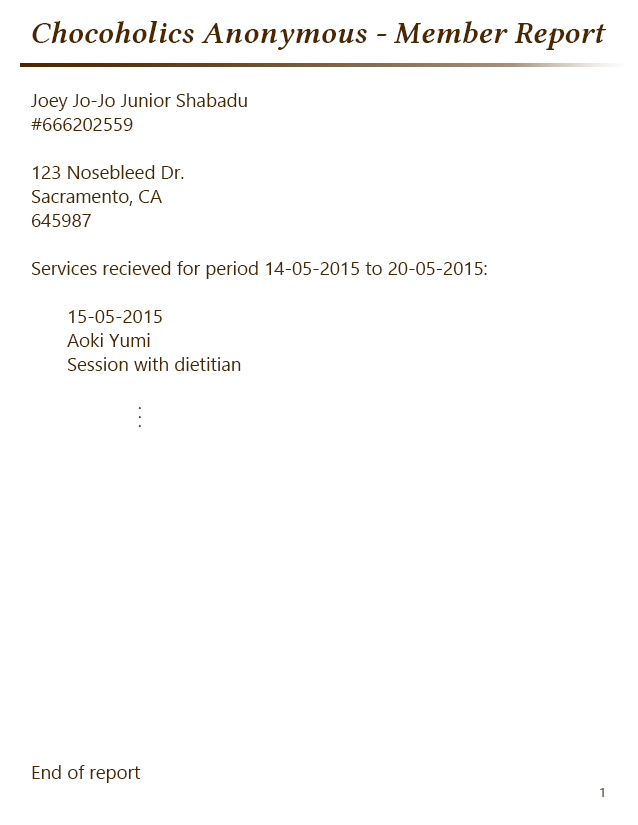 Chocoholics Anonymous - Member Report
Joey Jo-Jo Junior Shabadu
#666202559
123 Nosebleed Dr.
Sacramento, CA
645987
Services recieved for period 14-05-2015 to 20-05-2015:
15-05-2015
Aoki Yumi
Session with dietitian
⋮
End of report
1